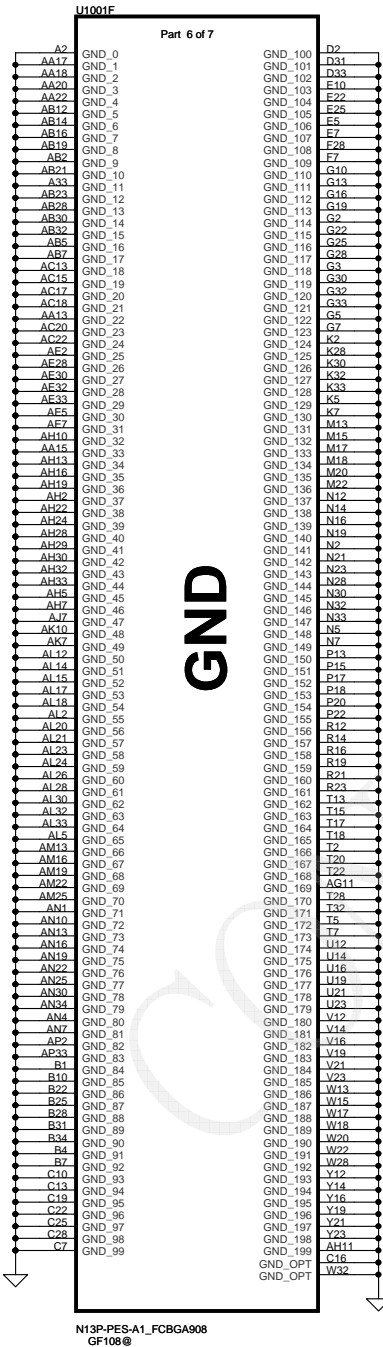 U1001F
Part 6 of 7
A2 GND_0 GND_100 D2
AA17 GND_1 GND_101 D31
AA18 GND_2 GND_102 D33
AA20 GND_3 GND_103 E10
AA22 GND_4 GND_104 E22
AB12 GND_5 GND_105 E25
AB14 GND_6 GND_106 E5
AB16 GND_7 GND_107 E7
AB19 GND_8 GND_108 F28
AB2 GND_9 GND_109 F7
AB21 GND_10 GND_110 G10
A33 GND_11 GND_111 G13
AB23 GND_12 GND_112 G16
AB28 GND_13 GND_113 G19
AB30 GND_14 GND_114 G2
AB32 GND_15 GND_115 G22
AB5 GND_16 GND_116 G25
AB7 GND_17 GND_117 G28
AC13 GND_18 GND_118 G3
AC15 GND_19 GND_119 G30
AC17 GND_20 GND_120 G32
AC18 GND_21 GND_121 G33
AA13 GND_22 GND_122 G5
AC20 GND_23 GND_123 G7
AC22 GND_24 GND_124 K2
AE2 GND_25 GND_125 K28
AE28 GND_26 GND_126 K30
AE30 GND_27 GND_127 K32
AE32 GND_28 GND_128 K33
AE33 GND_29 GND_129 K5
AE5 GND_30 GND_130 K7
AE7 GND_31 GND_131 M13
AH10 GND_32 GND_132 M15
AA15 GND_33 GND_133 M17
AH13 GND_34 GND_134 M18
AH16 GND_35 GND_135 M20
AH19 GND_36 GND_136 M22
AH2 GND_37 GND_137 N12
AH22 GND_38 GND_138 N14
AH24 GND_39 GND_139 N16
AH28 GND_40 GND_140 N19
AH29 GND_41 GND_141 N2
AH30 GND_42 GND_142 N21
AH32 GND_43 GND_143 N23
AH33 GND_44 GND_144 N28
AH5 GND_45 GND_145 N30
AH7 GND_46 GND_146 N32
AJ7 GND_47 GND_147 N33
AK10 GND_48 GND_148 N5
AK7 GND_49 GND_149 N7
AL12 GND_50 GND_150 P13
AL14 GND_51 GND_151 P15
AL15 GND_52 GND_152 P17
AL17 GND_53 GND_153 P18
AL18 GND_54 GND_154 P20
AL2 GND_55 GND_155 P22
AL20 GND_56 GND_156 R12
AL21 GND_57 GND_157 R14
AL23 GND_58 GND_158 R16
AL24 GND_59 GND_159 R19
AL26 GND_60 GND_160 R21
AL28 GND_61 GND_161 R23
AL30 GND_62 GND_162 T13
AL32 GND_63 GND_163 T15
AL33 GND_64 GND_164 T17
AL5 GND_65 GND_165 T18
AM13 GND_66 GND_166 T2
AM16 GND_67 GND_167 T20
AM19 GND_68 GND_168 T22
AM22 GND_69 GND_169 AG11
AM25 GND_70 GND_170 T28
AN1 GND_71 GND_171 T32
AN10 GND_72 GND_172 T5
AN13 GND_73 GND_173 T7
AN16 GND_74 GND_174 U12
AN19 GND_75 GND_175 U14
AN22 GND_76 GND_176 U16
AN25 GND_77 GND_177 U19
AN30 GND_78 GND_178 U21
AN34 GND_79 GND_179 U23
AN4 GND_80 GND_180 V12
AN7 GND_81 GND_181 V14
AP2 GND_82 GND_182 V16
AP33 GND_83 GND_183 V19
B1 GND_84 GND_184 V21
B10 GND_85 GND_185 V23
B22 GND_86 GND_186 W13
B25 GND_87 GND_187 W15
B28 GND_88 GND_188 W17
B31 GND_89 GND_189 W18
B34 GND_90 GND_190 W20
B4 GND_91 GND_191 W22
B7 GND_92 GND_192 W28
C10 GND_93 GND_193 Y12
C13 GND_94 GND_194 Y14
C19 GND_95 GND_195 Y16
C22 GND_96 GND_196 Y19
C25 GND_97 GND_197 Y21
C28 GND_98 GND_198 Y23
C7 GND_99 GND_199 AH11
GND_OPT C16
GND_OPT W32
GND
N13P-PES-A1_FCBGA908
GF108@